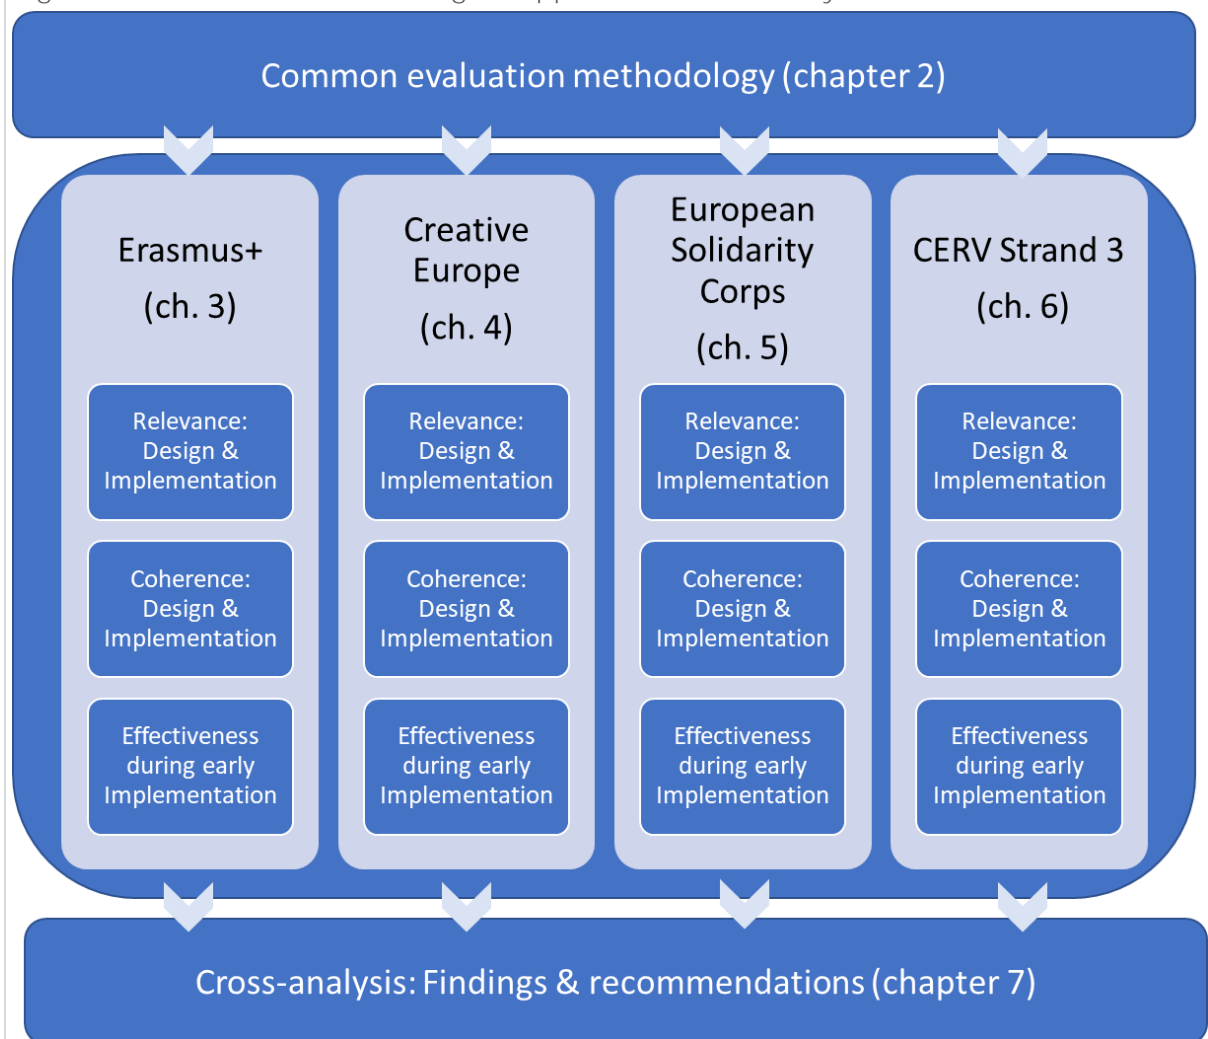 Common evaluation methodology (chapter 2)
Erasmus+
(ch. 3)
Relevance:
Design &
Implementation
Coherence:
Design &
Implementation
Effectiveness
during early
Implementation
Creative
Europe
(ch. 4)
Relevance:
Design &
Implementation
Coherence:
Design &
Implementation
Effectiveness
during early
Implementation
European
Solidarity
Corps
(ch. 5)
Relevance:
Design &
Implementation
Coherence:
Design &
Implementation
Effectiveness
during early
Implementation
CERV Strand 3
(ch. 6)
Relevance:
Design &
Implementation
Coherence:
Design &
Implementation
Effectiveness
during early
Implementation
Cross-analysis: Findings & recommendations (chapter 7)